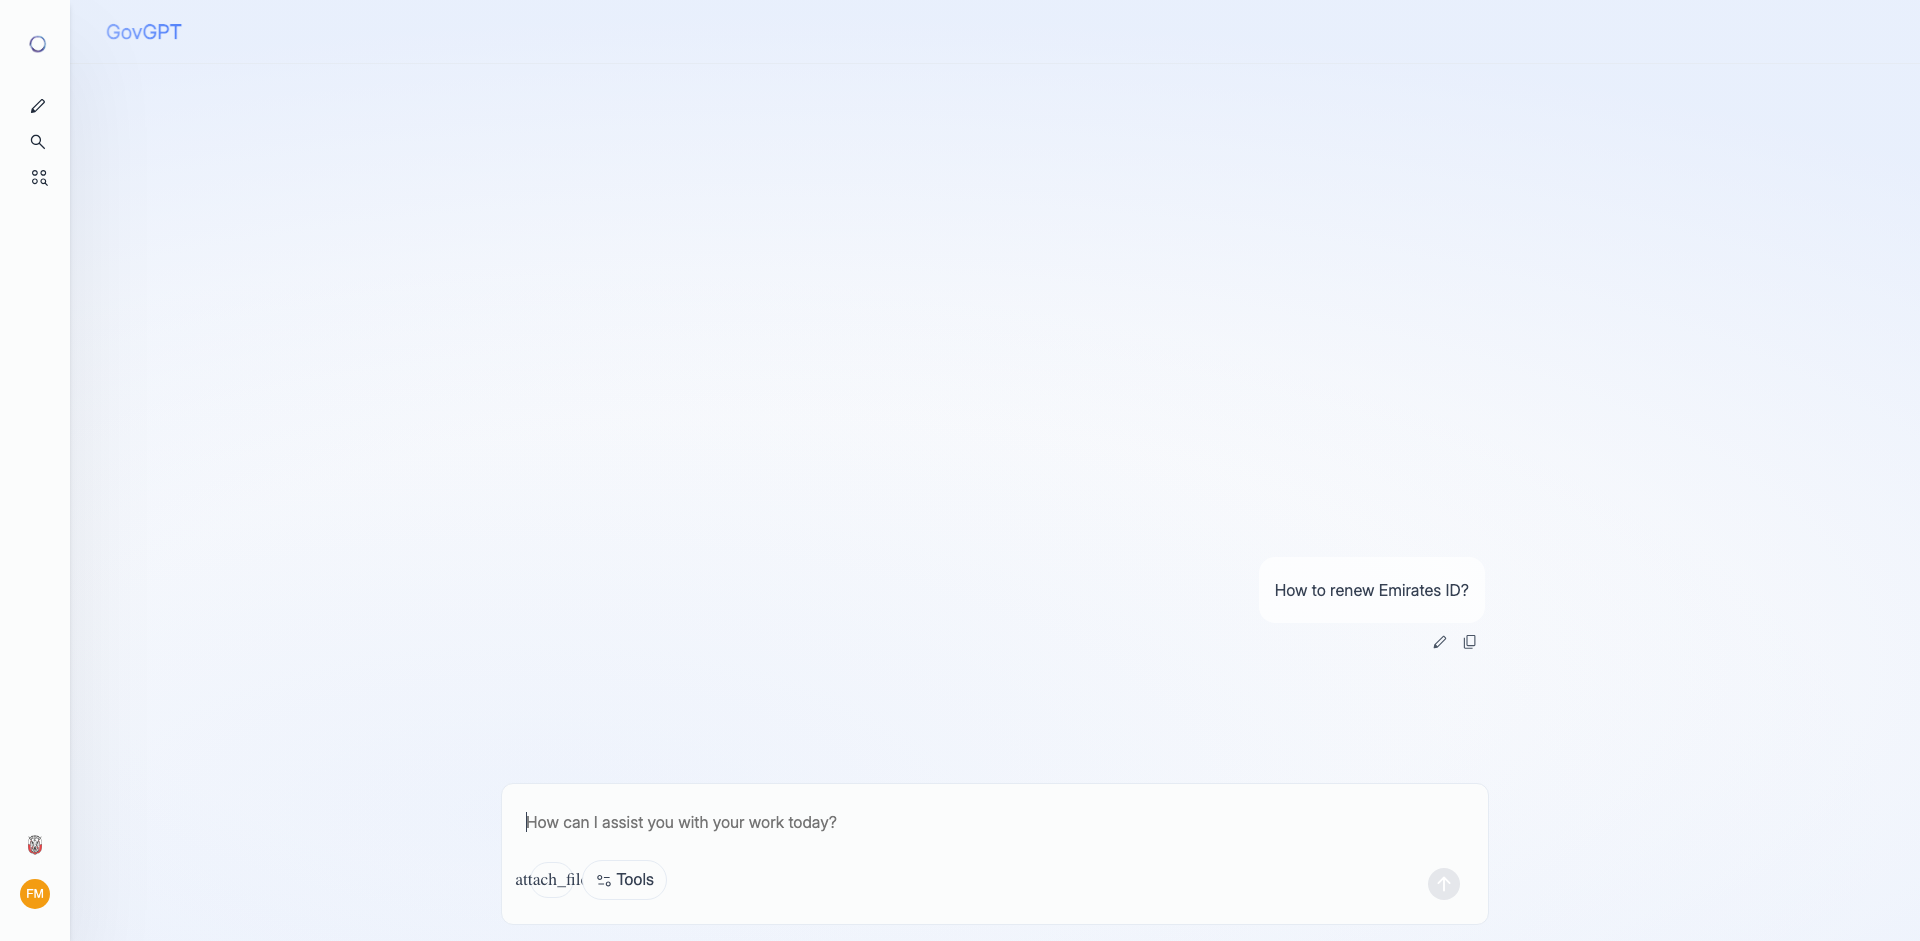 GovGPT
How to renew Emirates ID?
How can I assist you with your work today?
attach_fil
Tools
FM